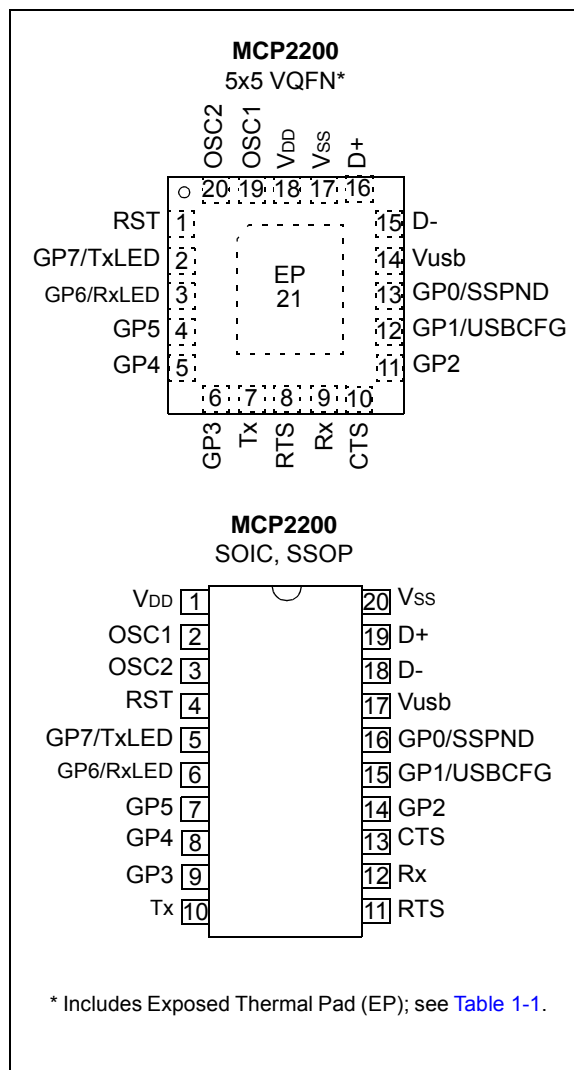 MCP2200
5x5 VQFN*
OSC2
OSC1
VDD
VSS
D+
20 19 18 17 16
RST 1
GP7/TxLED 2
GP6/RxLED 3
GP5 4
GP4 5
EP
21
15 D-
14 Vusb
13 GP0/SSPND
12 GP1/USBCFG
11 GP2
6 7 8 9 10
GP3
Tx
RTS
Rx
CTS
MCP2200
SOIC, SSOP
VDD 1
OSC1 2
OSC2 3
RST 4
GP7/TxLED 5
GP6/RxLED 6
GP5 7
GP4 8
GP3 9
Tx 10
20 VSS
19 D+
18 D-
17 Vusb
16 GP0/SSPND
15 GP1/USBCFG
14 GP2
13 CTS
12 Rx
11 RTS
* Includes Exposed Thermal Pad (EP); see Table 1-1.